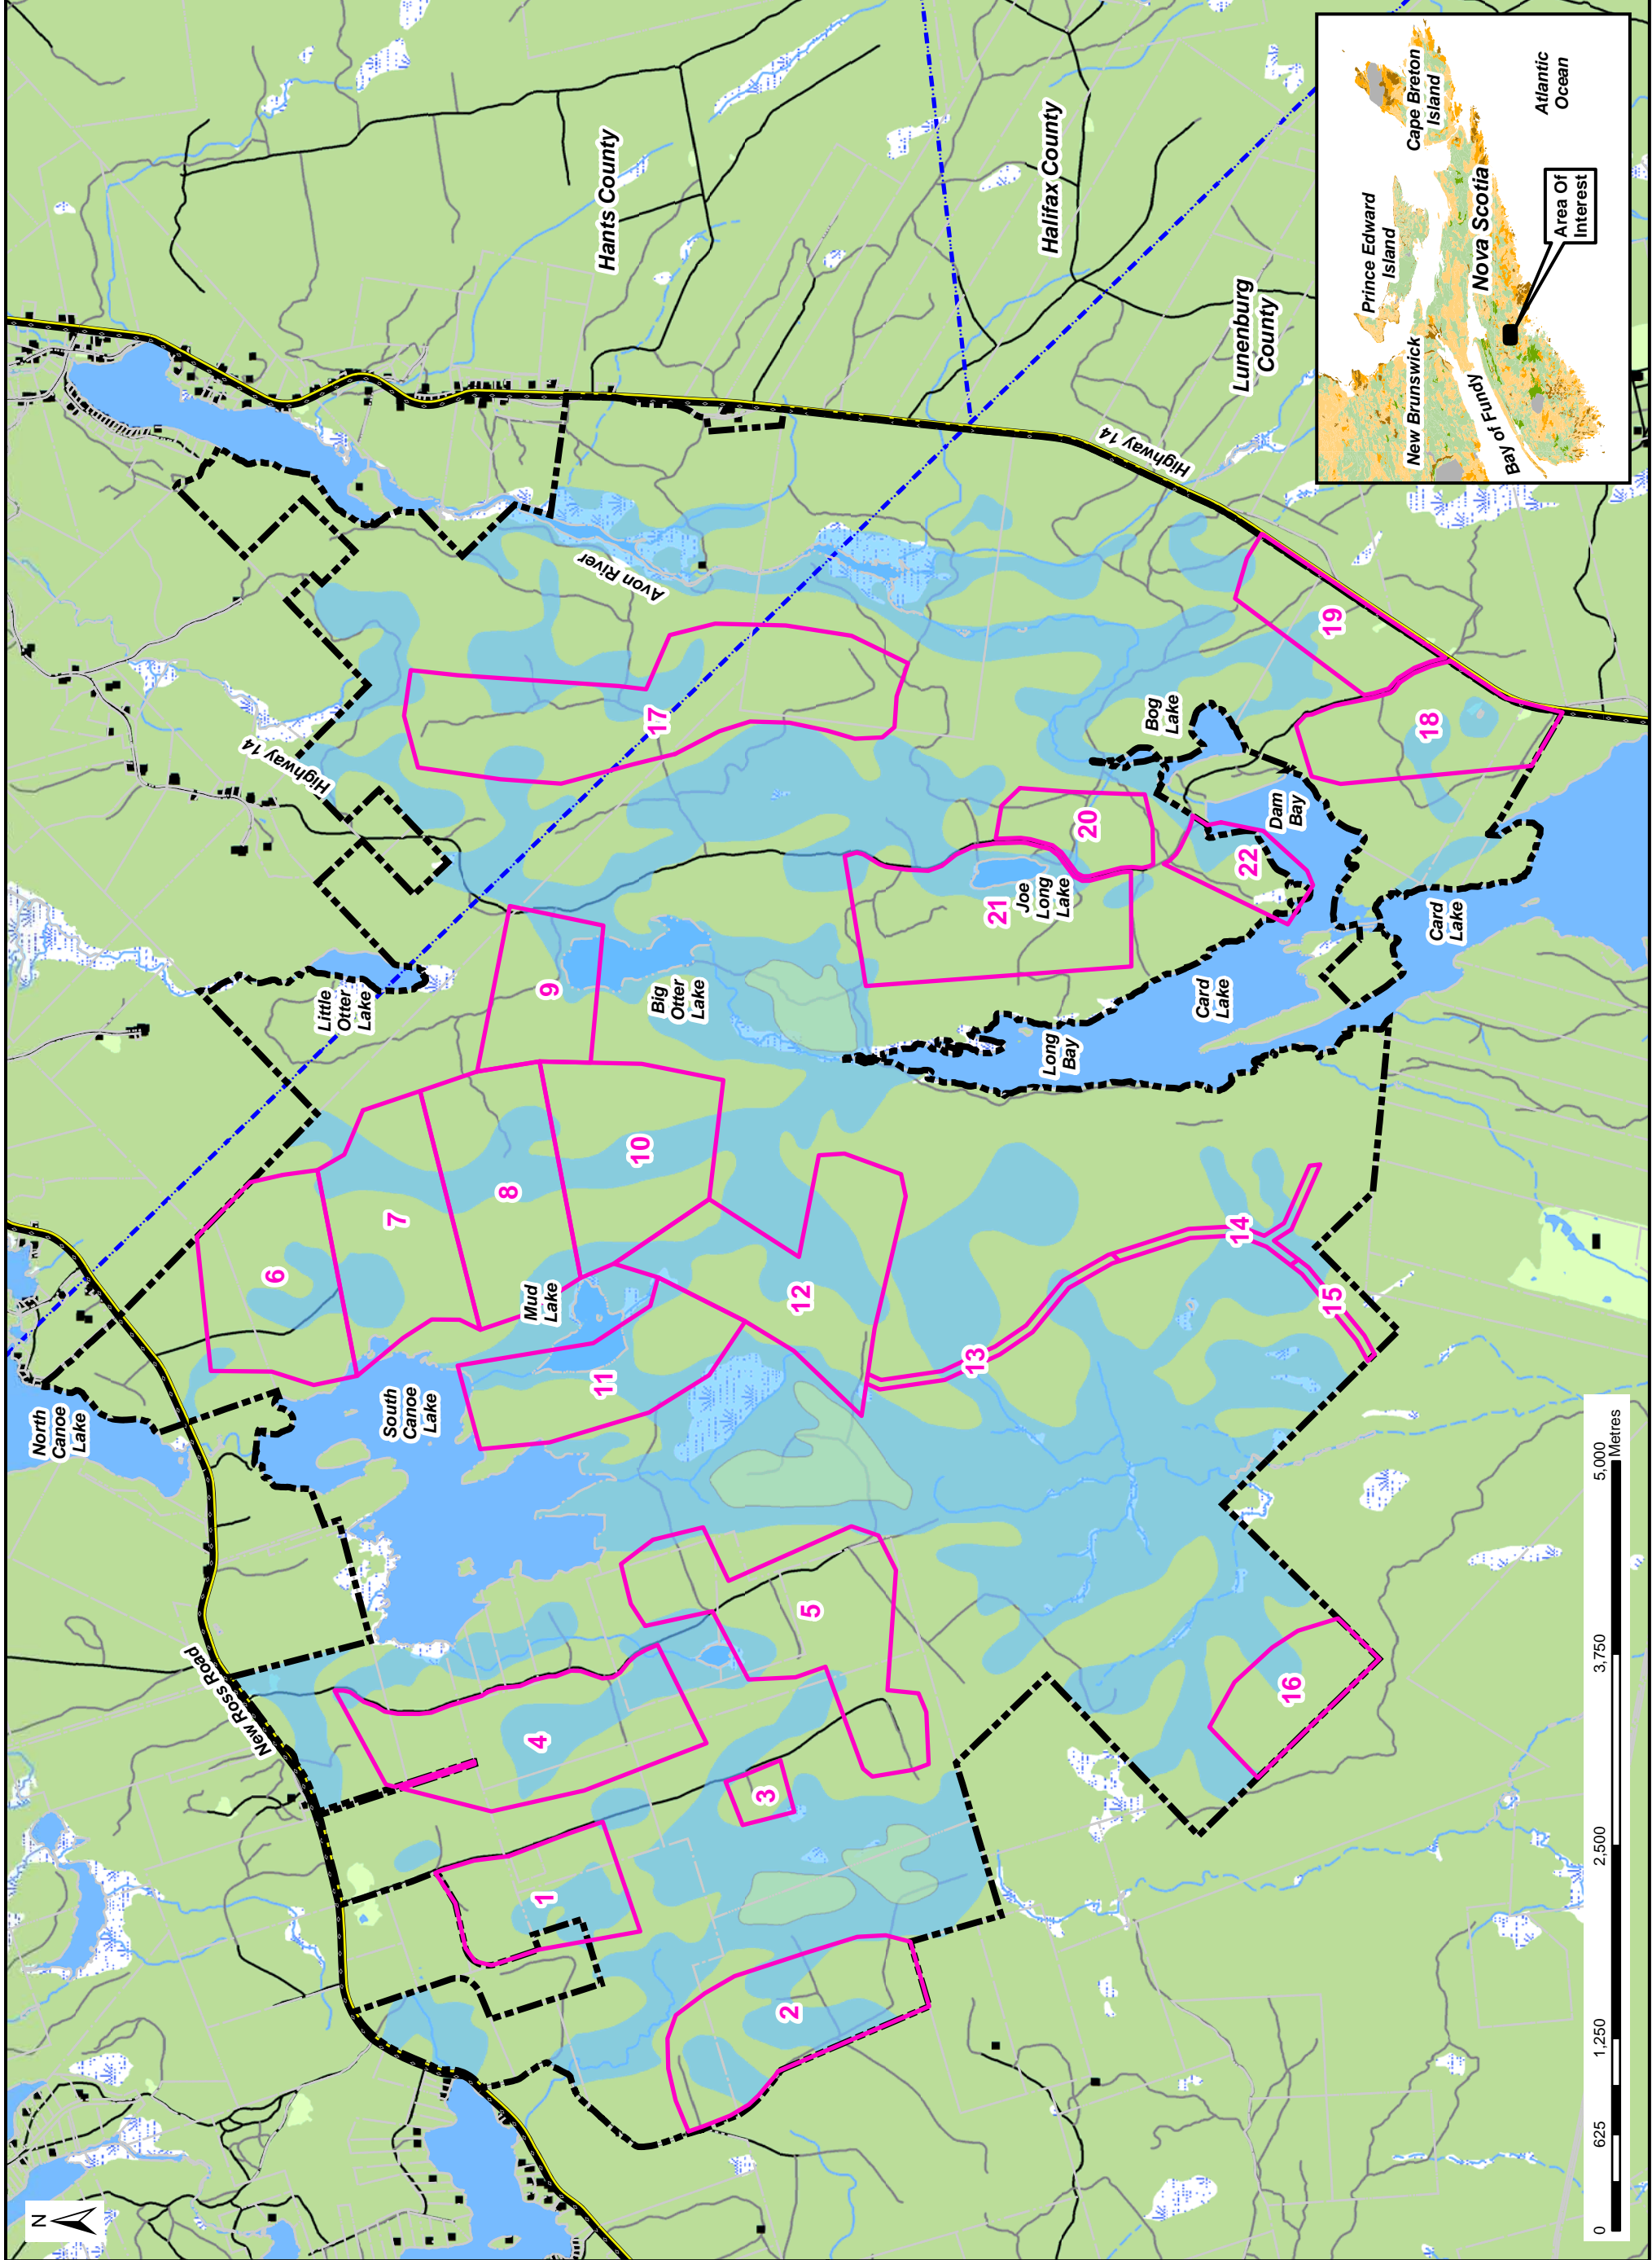 N
North
Canoe
Lake
New Ross Road
South
Canoe
Lake
Mud
Lake
Little
Otter
Lake
Big
Otter
Lake
Highway 14
Avon River
Hants County
Halifax County
Lunenburg
County
Highway 14
Bog
Lake
Dam
Bay
Joe
Long
Lake
Long
Bay
Card
Lake
Card
Lake
1
2
3
4
5
6
7
8
9
10
11
12
13
14
15
16
17
18
19
20
21
22
0 625 1,250 2,500 3,750 5,000
Metres
Prince Edward
Island
New Brunswick
Cape Breton
Island
Nova Scotia
Bay of Fundy
Atlantic
Ocean
Area Of
Interest